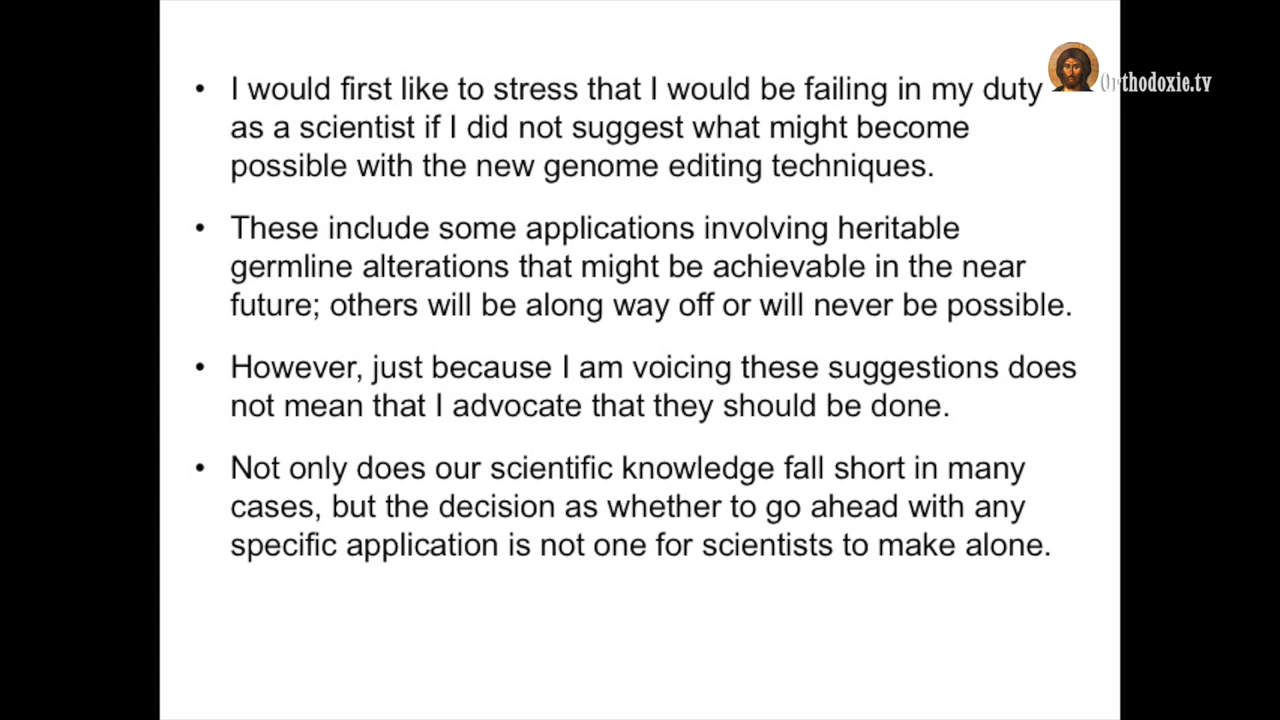 • I would first like to stress that I would be failing in my duty
as a scientist if I did not suggest what might become
possible with the new genome editing techniques.
• These include some applications involving heritable
germline alterations that might be achievable in the near
future; others will be along way off or will never be possible.
• However, just because I am voicing these suggestions does
not mean that I advocate that they should be done.
• Not only does our scientific knowledge fall short in many
cases, but the decision as whether to go ahead with any
specific application is not one for scientists to make alone.
Orthodoxie.tv